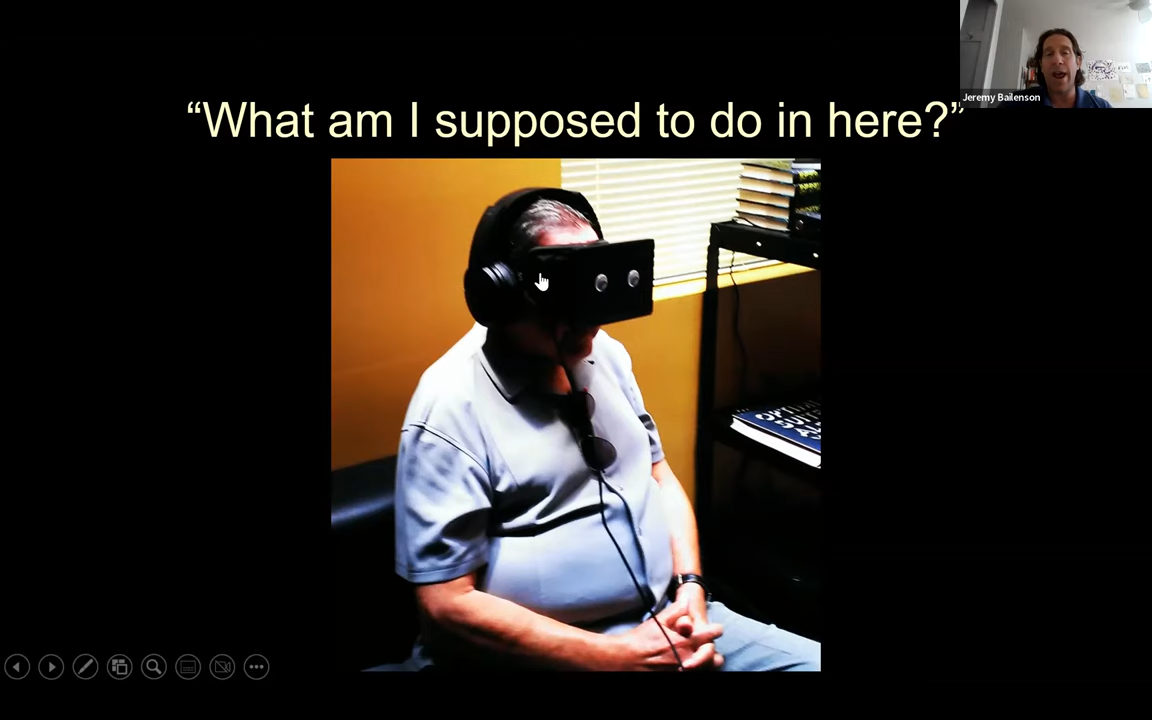 “What am I supposed to do in here?”
Jeremy Bailenson